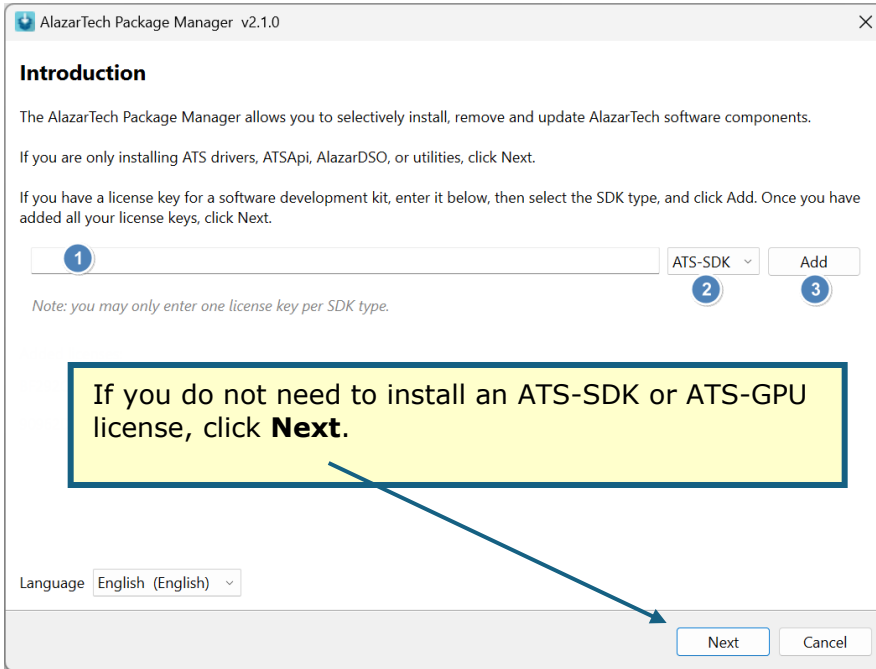 AlazarTech Package Manager v2.1.0
Introduction
The AlazarTech Package Manager allows you to selectively install, remove and update AlazarTech software components.
If you are only installing ATS drivers, ATSApi, AlazarDSO, or utilities, click Next.
If you have a license key for a software development kit, enter it below, then select the SDK type, and click Add. Once you have
added all your license keys, click Next.
1
ATS-SDK
Add
2
3
Note: you may only enter one license key per SDK type.
If you do not need to install an ATS-SDK or ATS-GPU
license, click Next.
Language English (English)
Next
Cancel